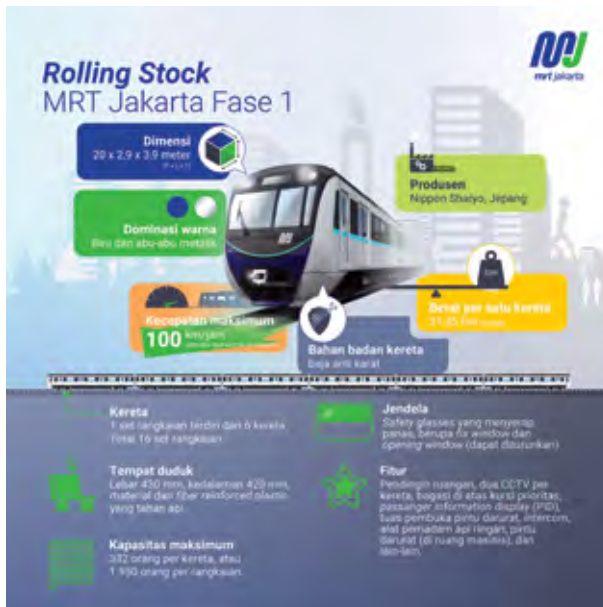 Rolling Stock
MRT Jakarta Fase 1
mrt jakarta
Dimensi
20 x 2,9 x 3,9 meter
Dominasi warna
Biru dan abu-abu metalik
Produsen
Nippon Sharyo, Jepang
Kecepatan maksimum
100 km/jam
Berat per satu kereta
Bahan badan kereta
baja anti karat
Kereta
1 set rangkaian terdiri dari 6 kereta
Total 16 set rangkaian
Tempat duduk
Lebar 430 mm, kedalaman 420 mm,
material dari fiber reinforced plastic
yang tahan api
Kapasitas maksimum
332 orang per kereta, atau
1.950 orang per rangkaian
Jendela
Safety glasses yang menyerap
panas, berupa fix window dan
opening window (dapat diturunkan)
Fitur
Pendingin ruangan, dua CCTV per
kereta, bagasi di atas kursi prioritas,
passanger information display (PID),
tuas pembuka pintu darurat, intercom,
alat pemadam api ringan, pintu
darurat (di ruang masinis), dan
lain-lain.